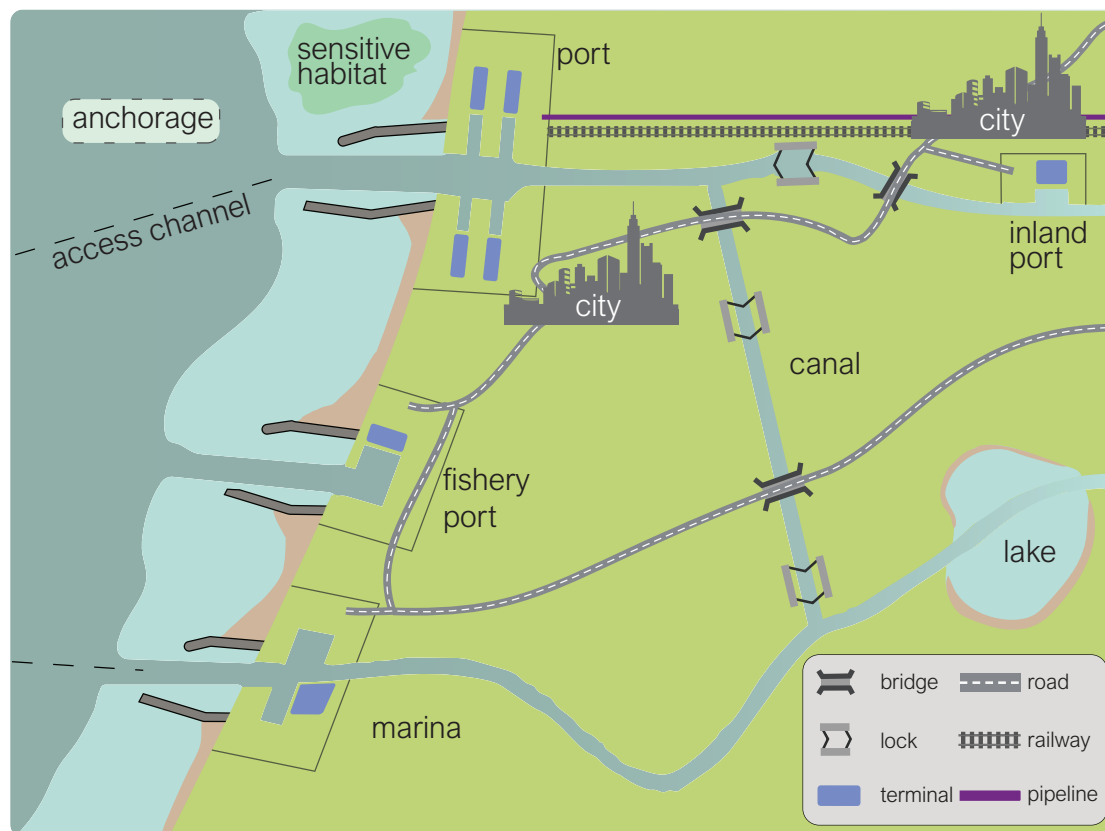 sensitive
habitat
port
anchorage
city
access channel
inland
port
city
canal
fishery
port
lake
marina
bridge
road
lock
railway
terminal
pipeline